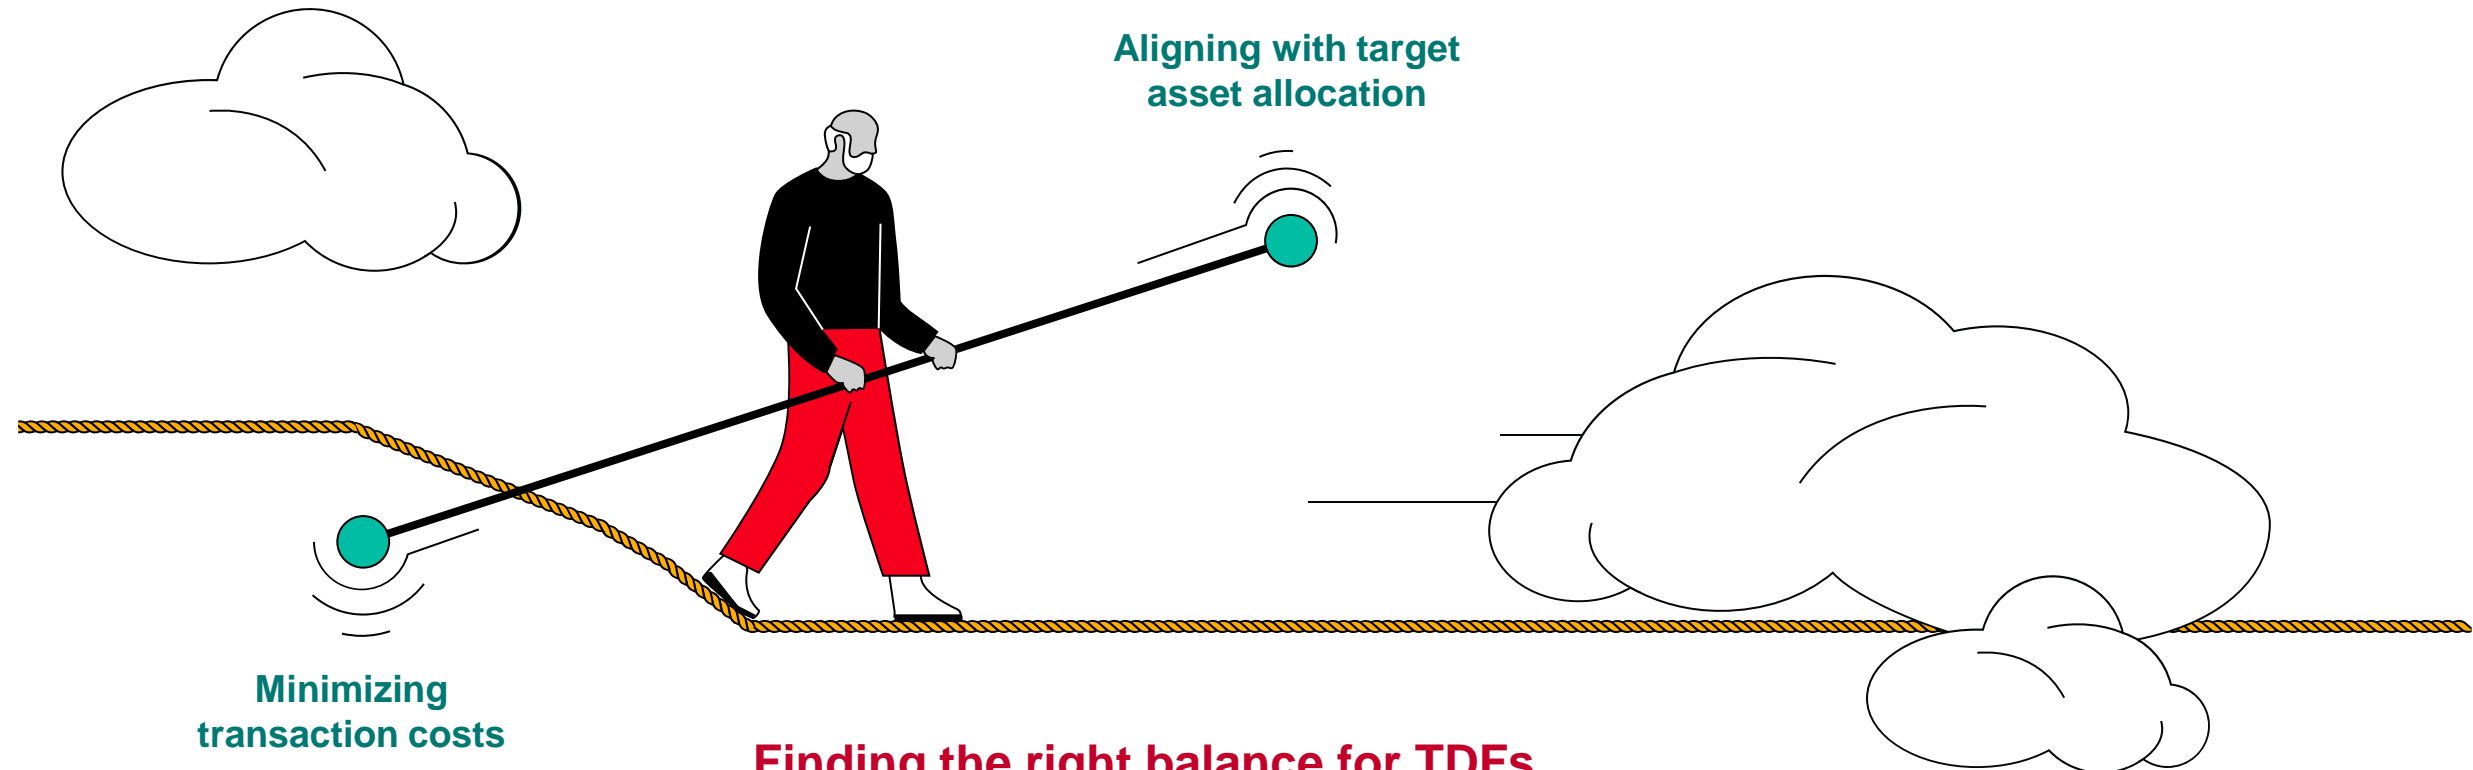 Aligning with target
asset allocation
Minimizing
transaction costs
Finding the right balance for TDFs